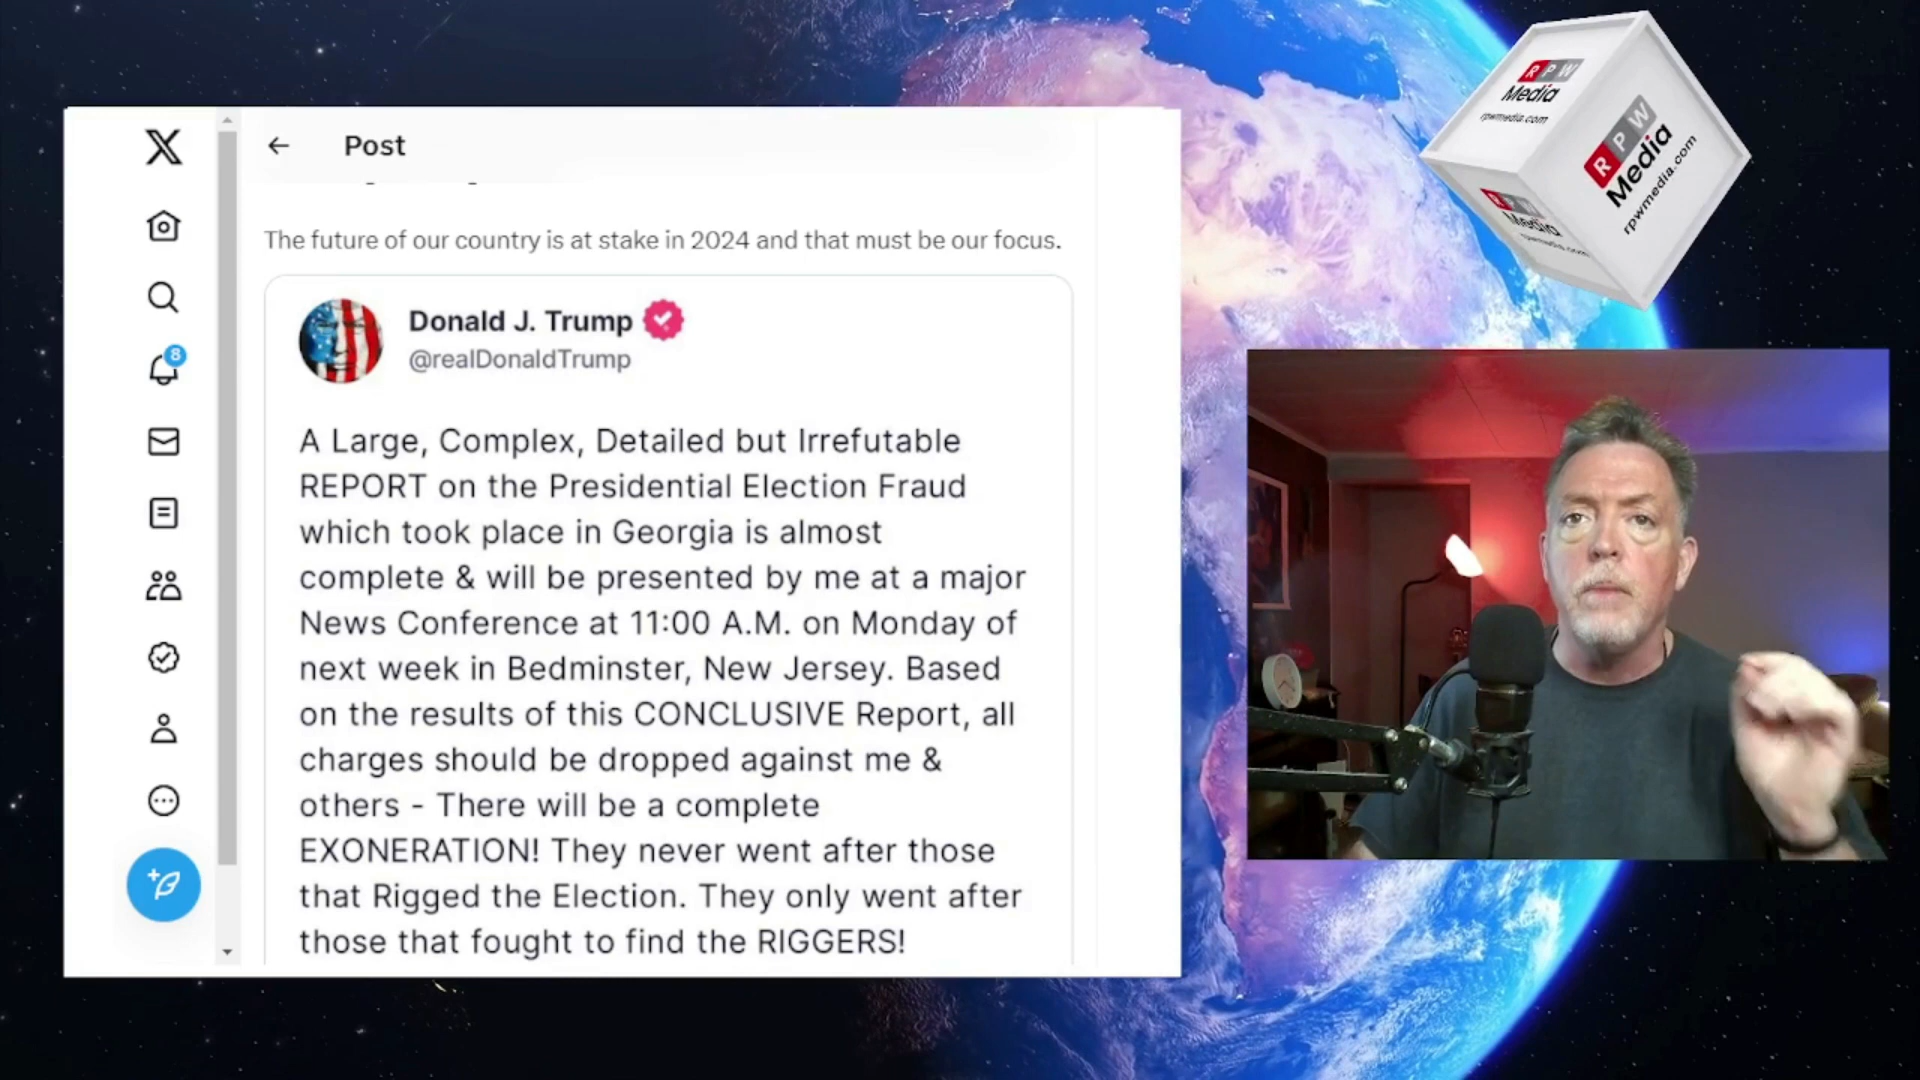 Post
The future of our country is at stake in 2024 and that must be our focus.
Donald J. Trump
@realDonaldTrump
A Large, Complex, Detailed but Irrefutable
REPORT on the Presidential Election Fraud
which took place in Georgia is almost
complete & will be presented by me at a major
News Conference at 11:00 A.M. on Monday of
next week in Bedminster, New Jersey. Based
on the results of this CONCLUSIVE Report, all
charges should be dropped against me &
others - There will be a complete
EXONERATION! They never went after those
that Rigged the Election. They only went after
those that fought to find the RIGGERS!
8
RPW
Media
rpwmedia.com
RPW
Media
rpwmedia.com
RPW
Media
rpwmedia.com